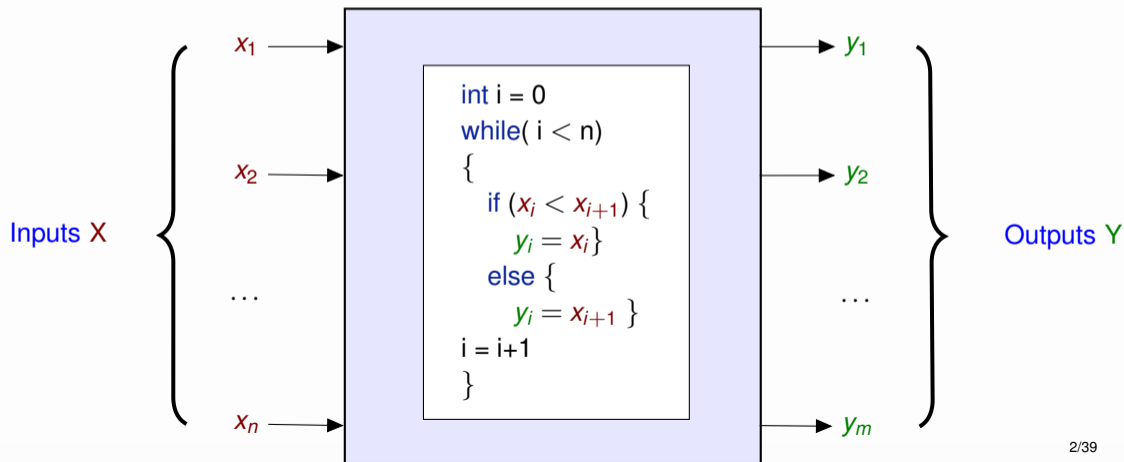 Inputs X
x₁
x₂
...
xₙ
int i = 0
while( i < n)
{
if (xᵢ < xᵢ₊₁) {
yᵢ = xᵢ}
else {
yᵢ = xᵢ₊₁ }
i = i+1
}
y₁
y₂
...
yₘ
Outputs Y
2/39